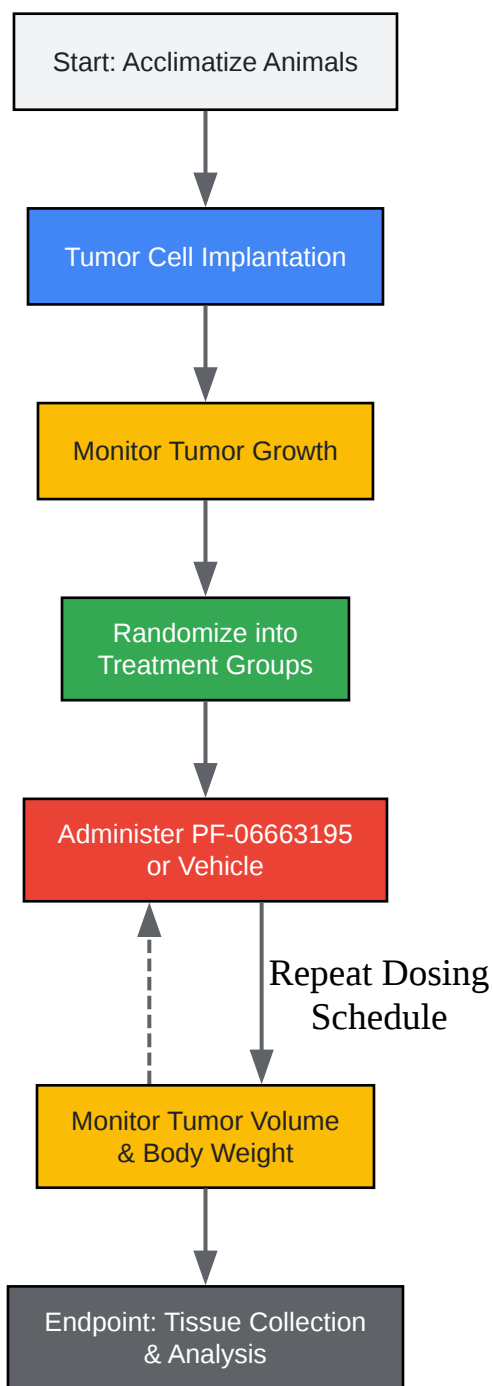 Start: Acclimatize Animals
Tumor Cell Implantation
Monitor Tumor Growth
Randomize into
Treatment Groups
Administer PF-06663195
or Vehicle
Repeat Dosing
Schedule
Monitor Tumor Volume
& Body Weight
Endpoint: Tissue Collection
& Analysis